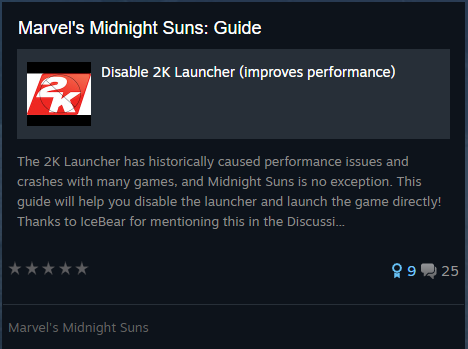 Marvel's Midnight Suns: Guide
2K
Disable 2K Launcher (improves performance)
The 2K Launcher has historically caused performance issues and
crashes with many games, and Midnight Suns is no exception. This
guide will help you disable the launcher and launch the game directly!
Thanks to IceBear for mentioning this in the Discussi...
9 25
Marvel's Midnight Suns